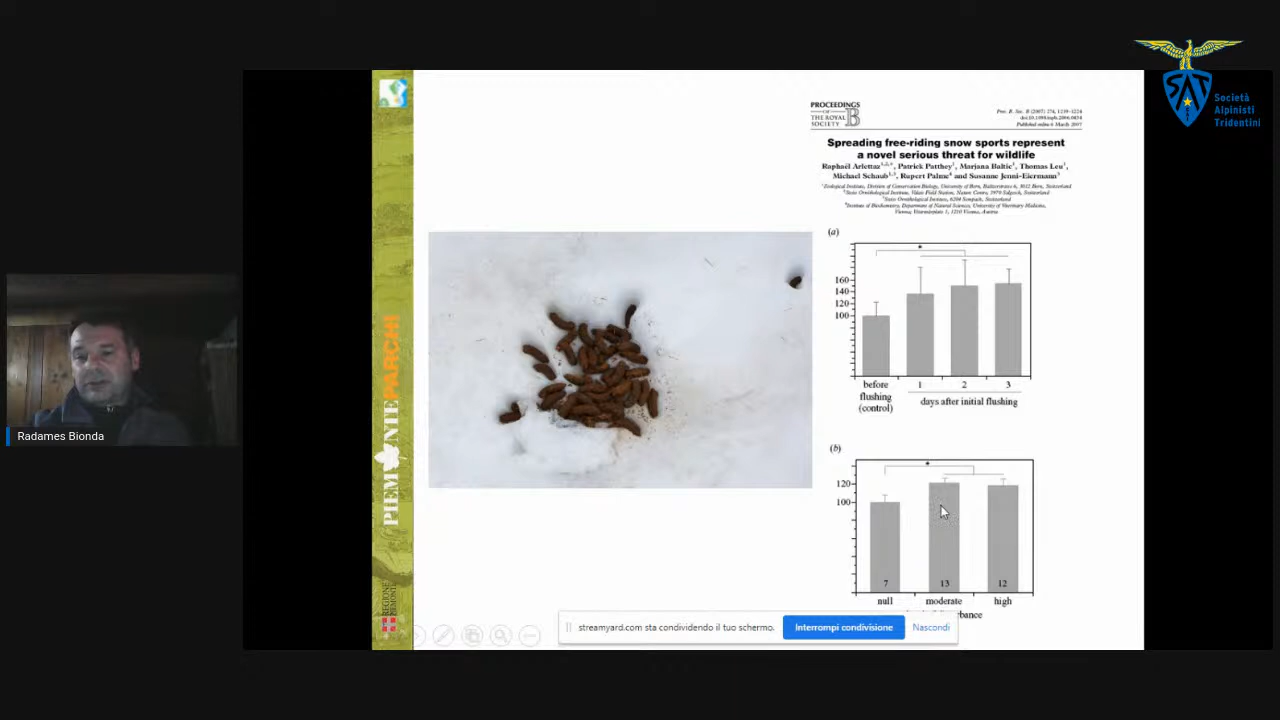 SAT
Società
Alpinisti
Tridentini
PROCEEDINGS
OF
THE ROYAL
SOCIETY
B
Proc. R. Soc. B (2007) 274, 1219–1224
doi:10.1098/rspb.2006.0434
Published online 6 March 2007
Spreading free-riding snow sports represent
a novel serious threat for wildlife
Raphaël Arlettaz, Patrick Patthey, Marjana Baltic, Thomas Leu,
Michael Schaub, Rupert Palme and Susanne Jenni-Eiermann
Zoological Institute, Division of Conservation Biology, University of Bern, Baltzerstrasse 6, 3012 Bern, Switzerland
Swiss Ornithological Institute, Valais Field Station, Nature Centre, 3970 Salgesch, Switzerland
Swiss Ornithological Institute, 6204 Sempach, Switzerland
Institute of Biochemistry, Department of Natural Sciences, University of Veterinary Medicine,
Vienna, Veterinärplatz 1, 1210 Vienna, Austria
(a)
*
160
140
120
100
before
flushing
(control)
1 2 3
days after initial flushing
(b)
*
120
100
7 13 12
null moderate high
bance
PIEMONTE PARCHI
REGIONE
PIEMONTE
Radames Bionda
streamyard.com sta condividendo il tuo schermo.
Interrompi condivisione
Nascondi